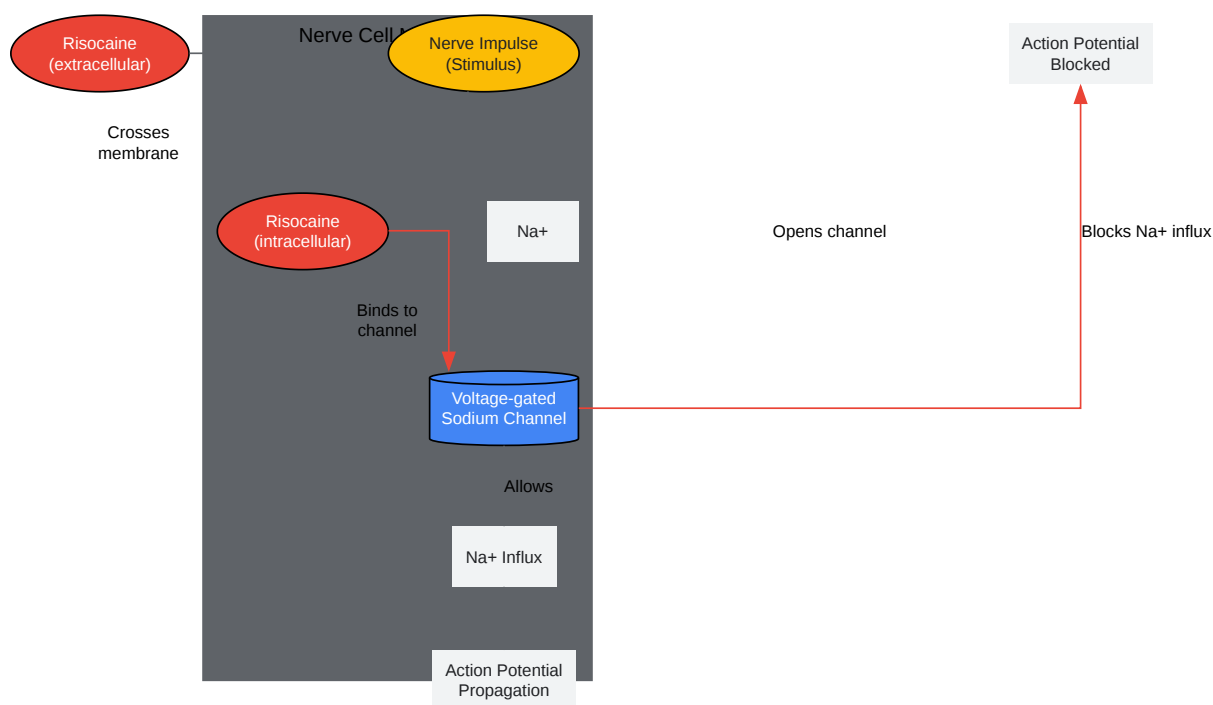 Nerve Cell
Risocaine
(extracellular)
Nerve Impulse
(Stimulus)
Action Potential
Blocked
Crosses
membrane
Risocaine
(intracellular)
Na+
Opens channel
Blocks Na+ influx
Binds to
channel
Voltage-gated
Sodium Channel
Allows
Na+ Influx
Action Potential
Propagation